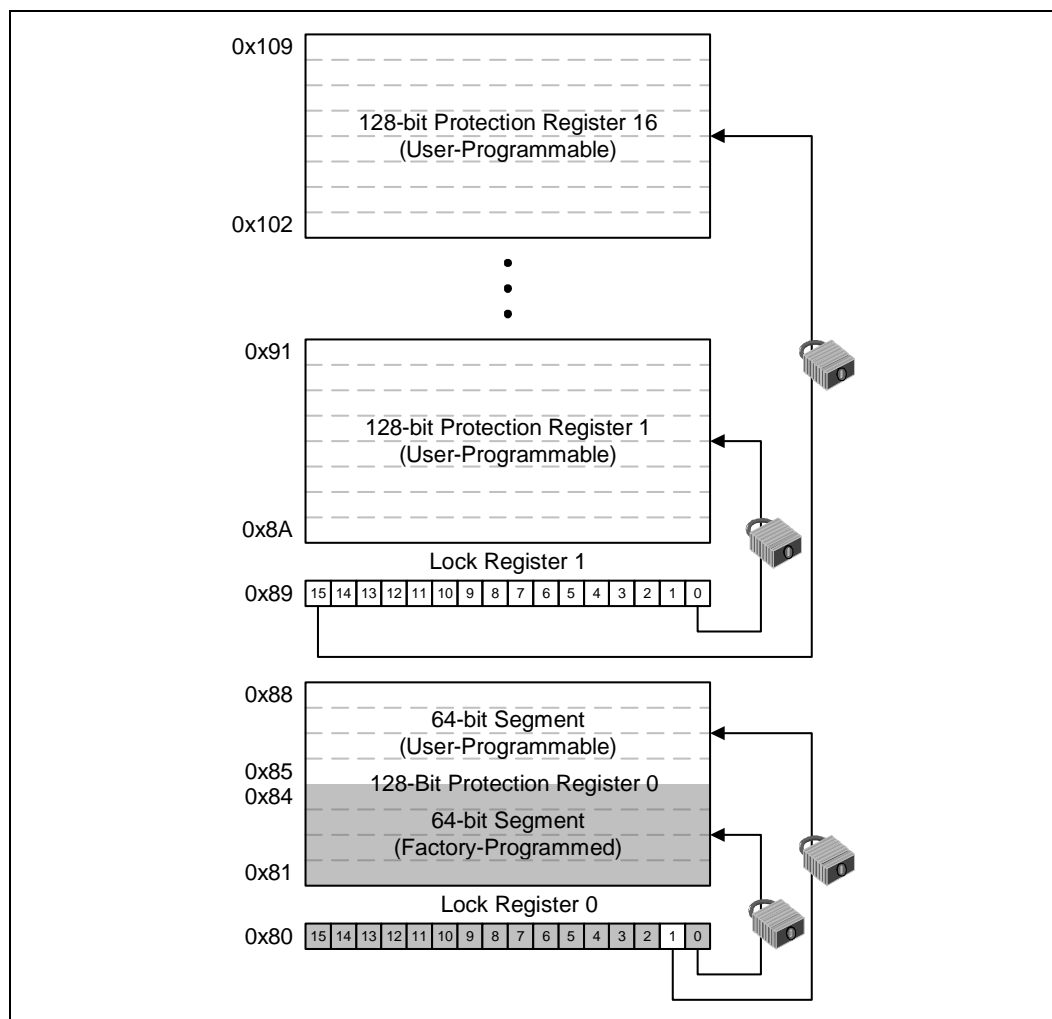 0x109
128-bit Protection Register 16
(User-Programmable)
0x102
0x91
128-bit Protection Register 1
(User-Programmable)
0x8A
Lock Register 1
0x89 15 14 13 12 11 10 9 8 7 6 5 4 3 2 1 0
0x88
64-bit Segment
(User-Programmable)
0x85
128-Bit Protection Register 0
0x84
64-bit Segment
(Factory-Programmed)
0x81
Lock Register 0
0x80 15 14 13 12 11 10 9 8 7 6 5 4 3 2 1 0